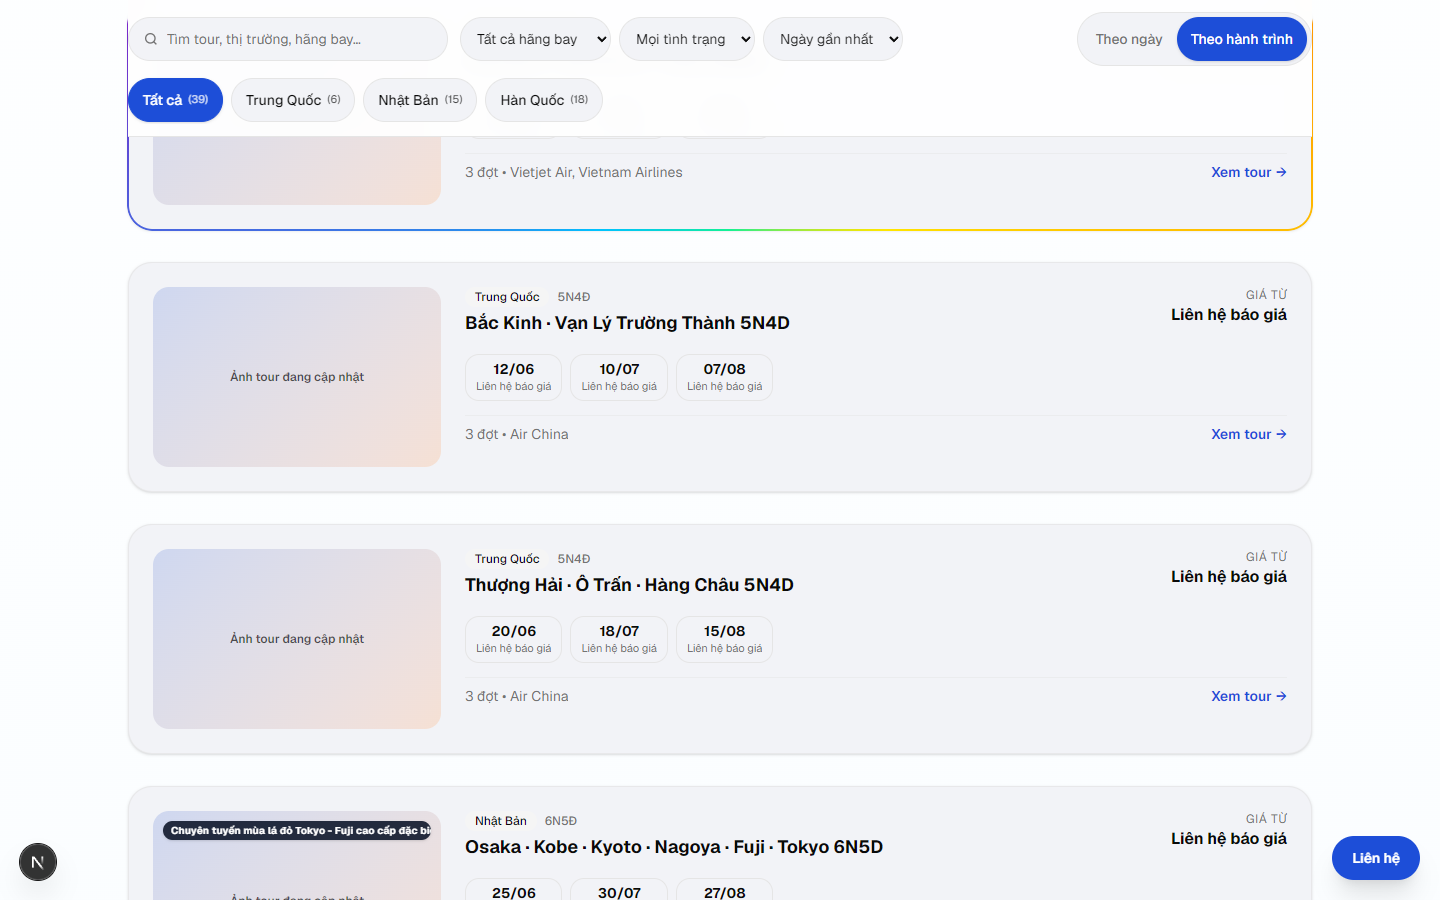 Tìm tour, thị trường, hãng bay...
Tất cả hãng bay
Mọi tình trạng
Ngày gần nhất
Theo ngày
Theo hành trình
Tất cả (39)
Trung Quốc (6)
Nhật Bản (15)
Hàn Quốc (18)
3 đợt • Vietjet Air, Vietnam Airlines
Xem tour →
Trung Quốc 5N4Đ
Bắc Kinh · Vạn Lý Trường Thành 5N4D
GIÁ TỪ
Liên hệ báo giá
Ảnh tour đang cập nhật
12/06
Liên hệ báo giá
10/07
Liên hệ báo giá
07/08
Liên hệ báo giá
3 đợt • Air China
Xem tour →
Trung Quốc 5N4Đ
Thượng Hải · Ô Trấn · Hàng Châu 5N4D
GIÁ TỪ
Liên hệ báo giá
Ảnh tour đang cập nhật
20/06
Liên hệ báo giá
18/07
Liên hệ báo giá
15/08
Liên hệ báo giá
3 đợt • Air China
Xem tour →
Chuyên tuyến mùa lá đỏ Tokyo - Fuji cao cấp đặc
Nhật Bản 6N5Đ
Osaka · Kobe · Kyoto · Nagoya · Fuji · Tokyo 6N5D
GIÁ TỪ
Liên hệ báo giá
Ảnh tour đang cập nhật
25/06
30/07
27/08
N
Liên hệ